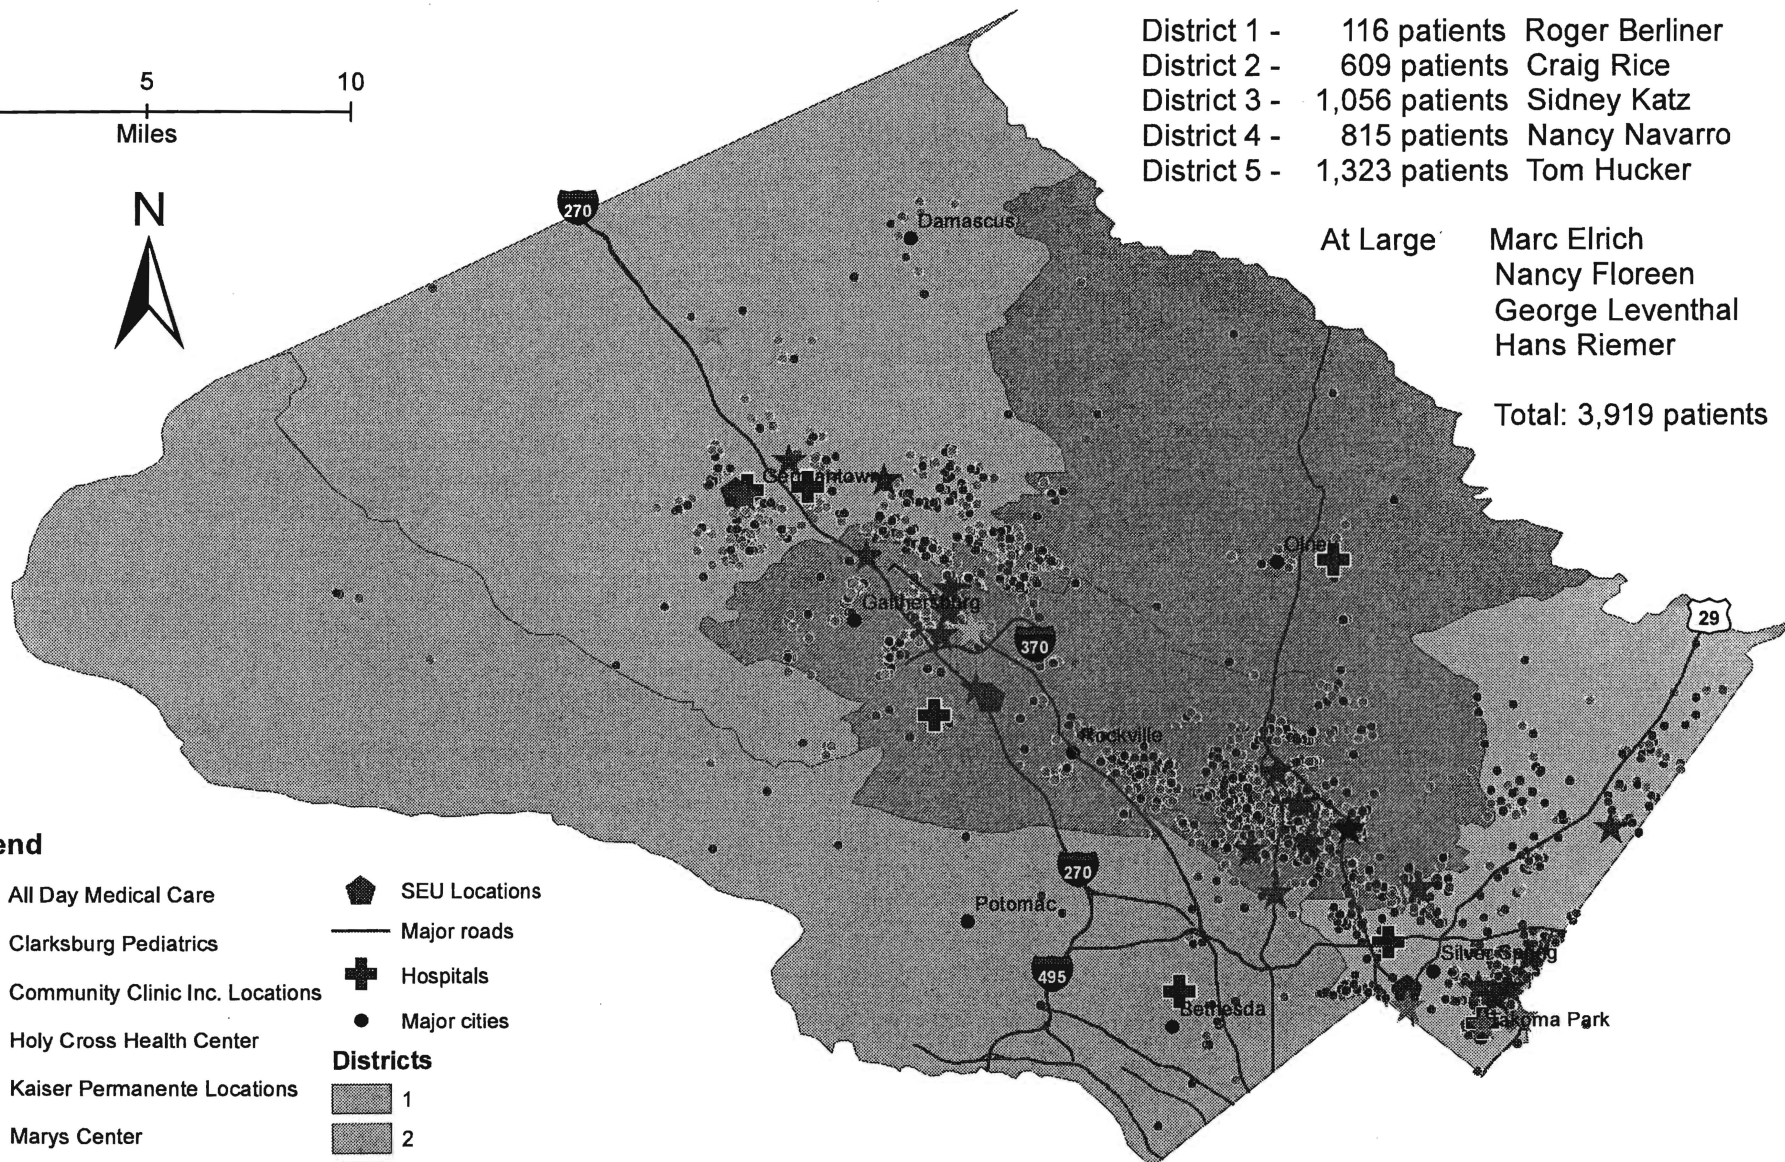 District 1 - 116 patients Roger Berliner
District 2 - 609 patients Craig Rice
District 3 - 1,056 patients Sidney Katz
District 4 - 815 patients Nancy Navarro
District 5 - 1,323 patients Tom Hucker
At Large Marc Elrich
Nancy Floreen
George Leventhal
Hans Riemer
Total: 3,919 patients
5 10
Miles
N
270
Damascus
Germantown
Olney
Gaithersburg
29
370
Rockville
270
Potomac
495
Silver Spring
Bethesda
Takoma Park
end
All Day Medical Care
Clarksburg Pediatrics
Community Clinic Inc. Locations
Holy Cross Health Center
Kaiser Permanente Locations
Marys Center
SEU Locations
Major roads
Hospitals
Major cities
Districts
1
2